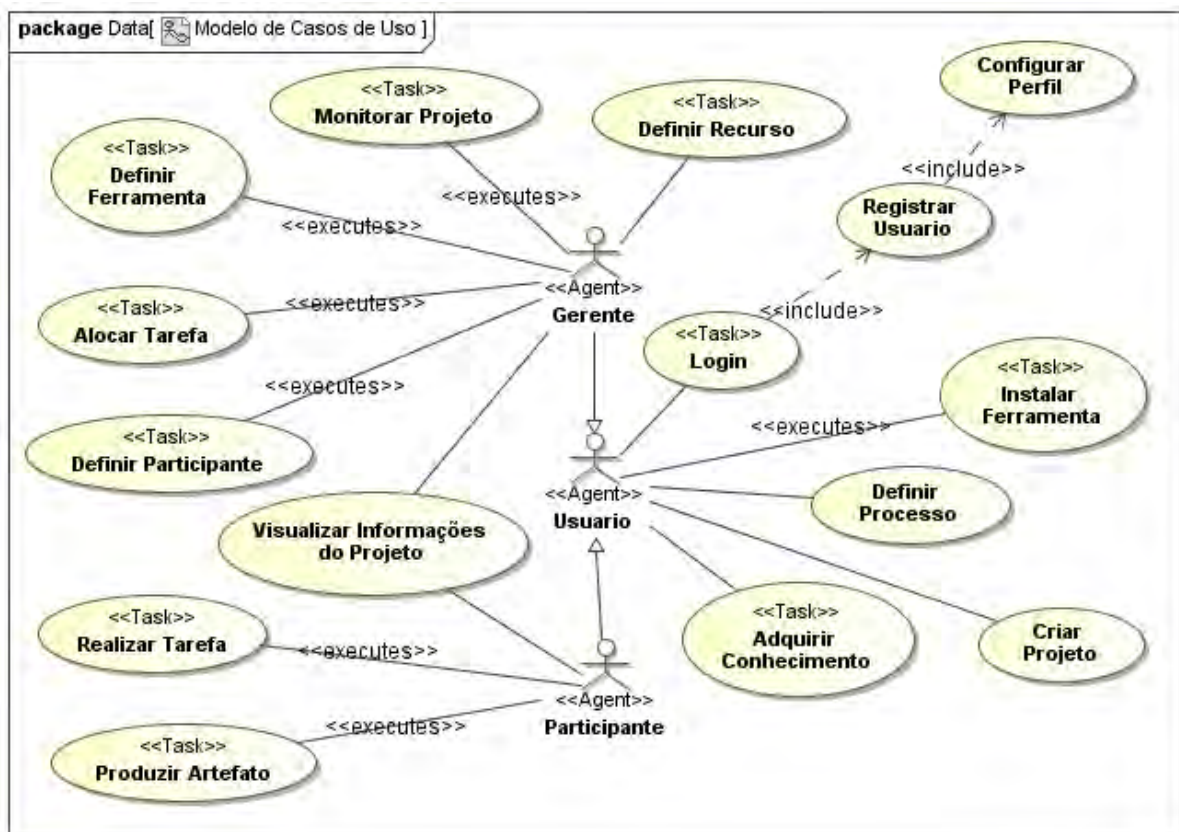 package Data[ Modelo de Casos de Uso ]
<<Task>>
Monitorar Projeto
<<Task>>
Definir Recurso
Configurar
Perfil
<<Task>>
Definir
Ferramenta
<<executes>>
<<executes>>
<<include>>
Registrar
Usuario
<<Agent>>
Gerente
<<Task>>
Alocar Tarefa
<<executes>>
<<include>>
<<Task>>
Login
<<executes>>
<<Task>>
Instalar
Ferramenta
<<executes>>
<<Task>>
Definir Participante
<<Agent>>
Usuario
Definir
Processo
Visualizar Informações
do Projeto
<<Task>>
Realizar Tarefa
<<executes>>
<<Task>>
Adquirir
Conhecimento
Criar
Projeto
<<Agent>>
Participante
<<executes>>
<<Task>>
Produzir Artefato